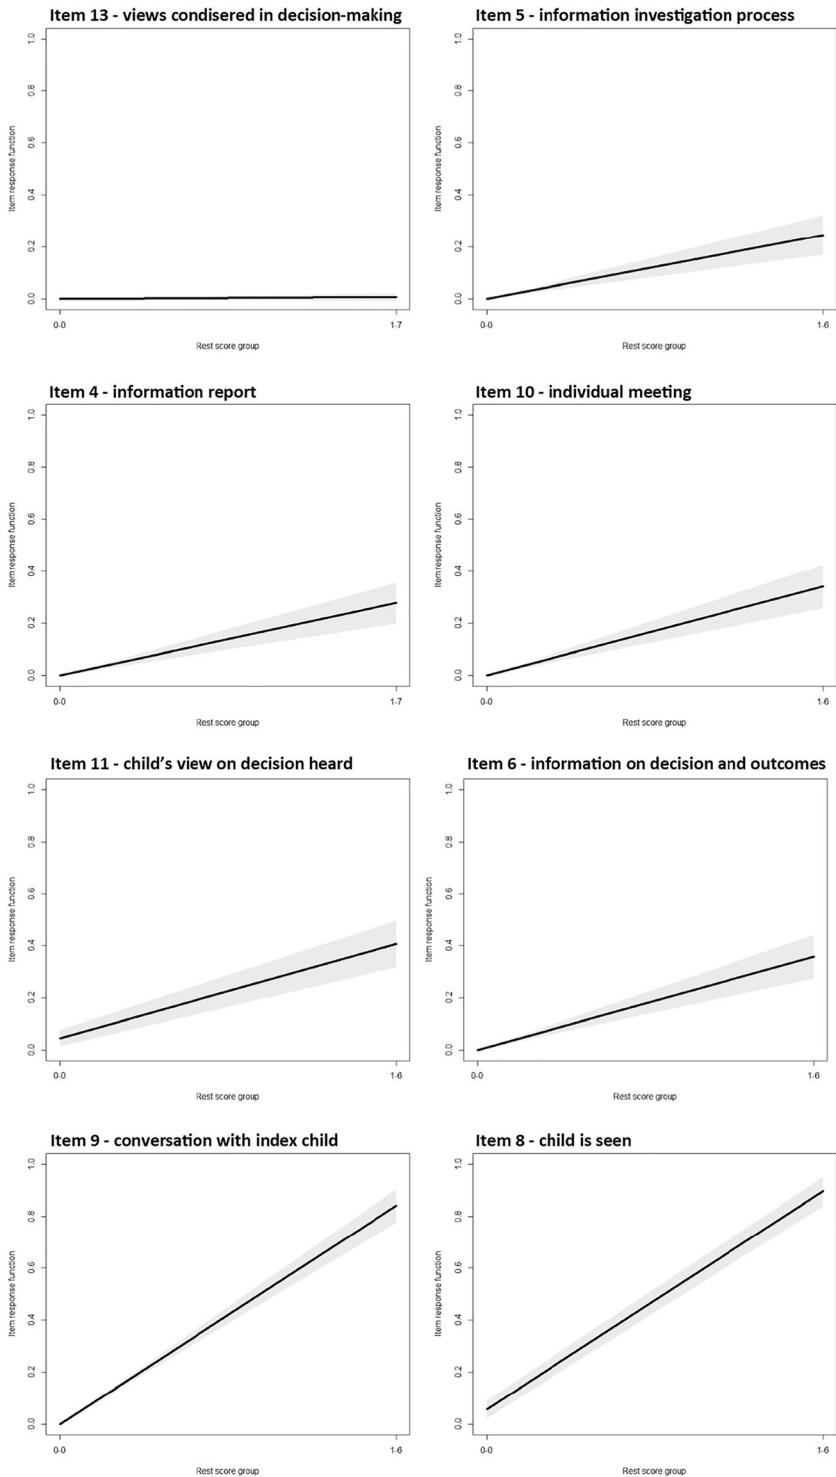 Item 13 - views condisered in decision-making
1.0
0.8
0.6
0.4
0.2
0.0
Item response function
0-0
1-7
Rest score group
Item 5 - information investigation process
1.0
0.8
0.6
0.4
0.2
0.0
Item response function
0-0
1-6
Rest score group
Item 4 - information report
1.0
0.8
0.6
0.4
0.2
0.0
Item response function
0-0
1-7
Rest score group
Item 10 - individual meeting
1.0
0.8
0.6
0.4
0.2
0.0
Item response function
0-0
1-6
Rest score group
Item 11 - child’s view on decision heard
1.0
0.8
0.6
0.4
0.2
0.0
Item response function
0-0
1-6
Rest score group
Item 6 - information on decision and outcomes
1.0
0.8
0.6
0.4
0.2
0.0
Item response function
0-0
1-6
Rest score group
Item 9 - conversation with index child
1.0
0.8
0.6
0.4
0.2
0.0
Item response function
0-0
1-6
Rest score group
Item 8 - child is seen
1.0
0.8
0.6
0.4
0.2
0.0
Item response function
0-0
1-6
Rest score group